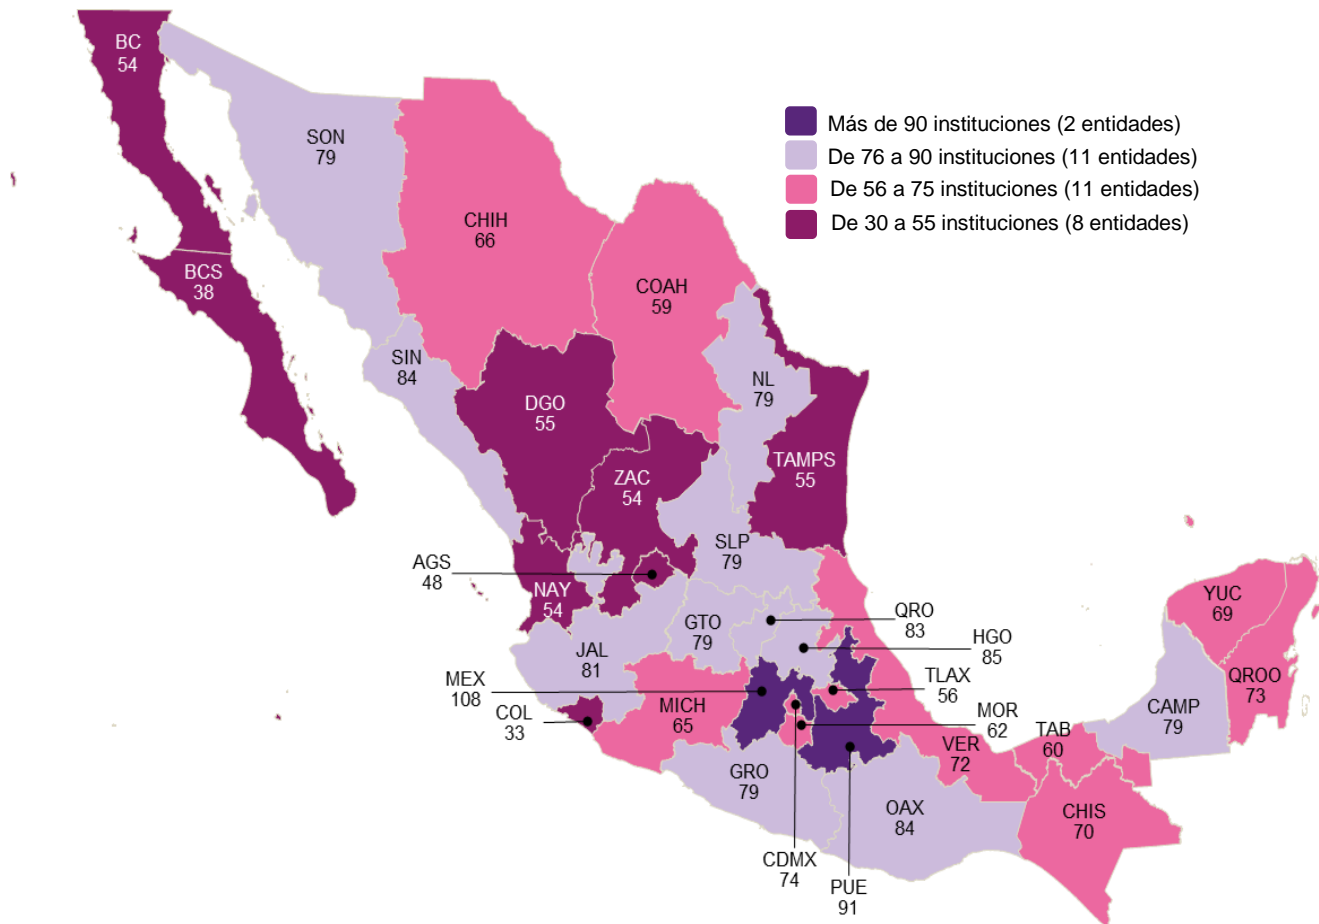 BC
54
SON
79
Más de 90 instituciones (2 entidades)
De 76 a 90 instituciones (11 entidades)
De 56 a 75 instituciones (11 entidades)
De 30 a 55 instituciones (8 entidades)
CHIH
66
BCS
38
COAH
59
SIN
84
NL
79
DGO
55
TAMPS
55
ZAC
54
SLP
79
AGS
48
NAY
54
YUC
69
QRO
83
GTO
79
HGO
85
JAL
81
MEX
108
TLAX
56
QROO
73
COL
33
MICH
65
MOR
62
CAMP
79
TAB
60
VER
72
GRO
79
OAX
84
CHIS
70
CDMX
74
PUE
91